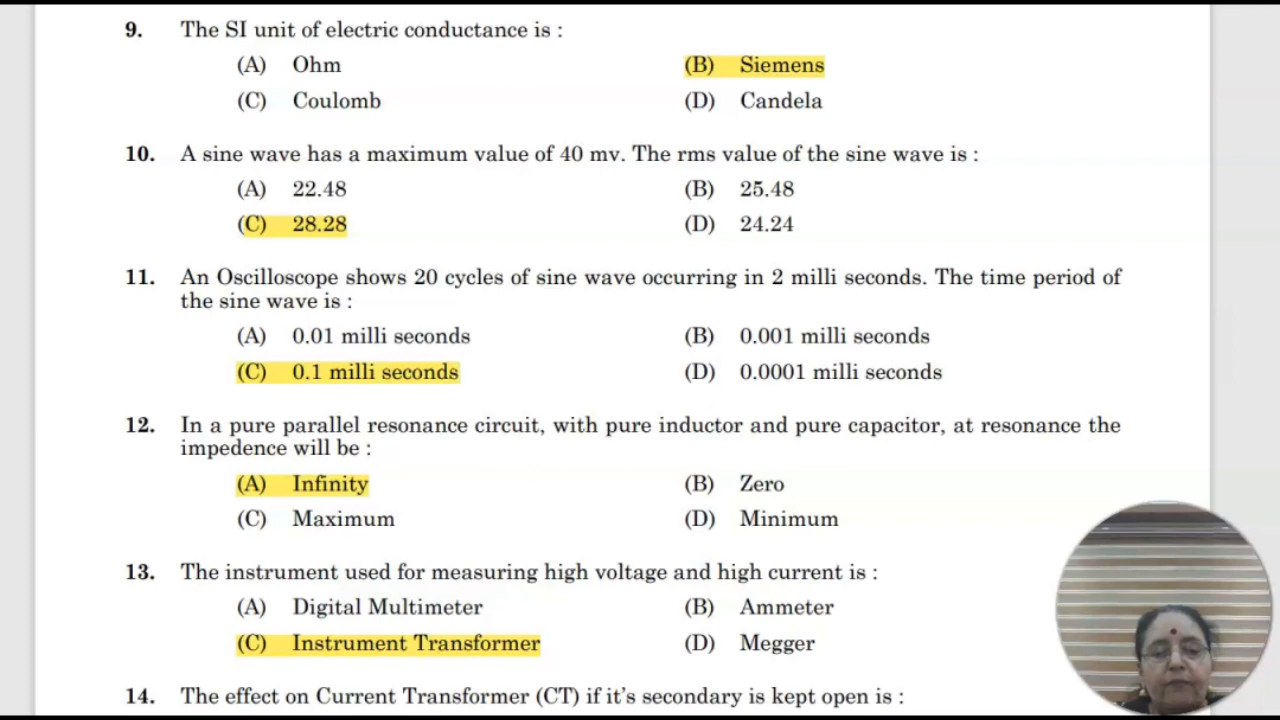 9. The SI unit of electric conductance is :
(A) Ohm (B) Siemens
(C) Coulomb (D) Candela
10. A sine wave has a maximum value of 40 mv. The rms value of the sine wave is :
(A) 22.48 (B) 25.48
(C) 28.28 (D) 24.24
11. An Oscilloscope shows 20 cycles of sine wave occurring in 2 milli seconds. The time period of
the sine wave is :
(A) 0.01 milli seconds (B) 0.001 milli seconds
(C) 0.1 milli seconds (D) 0.0001 milli seconds
12. In a pure parallel resonance circuit, with pure inductor and pure capacitor, at resonance the
impedence will be :
(A) Infinity (B) Zero
(C) Maximum (D) Minimum
13. The instrument used for measuring high voltage and high current is :
(A) Digital Multimeter (B) Ammeter
(C) Instrument Transformer (D) Megger
14. The effect on Current Transformer (CT) if it's secondary is kept open is :